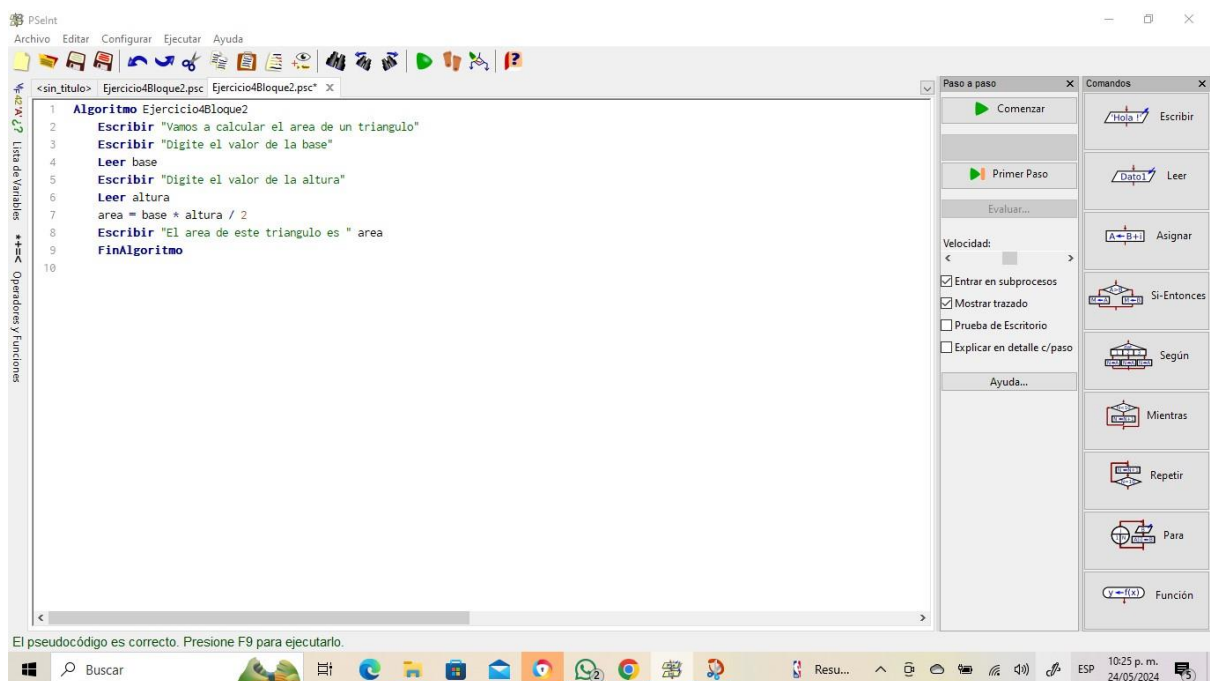 PSeInt
Archivo Editar Configurar Ejecutar Ayuda
<sin_titulo> Ejercicio4Bloque2.psc Ejercicio4Bloque2.psc* X
42 'A' ¿? Lista de Variables
*+=< Operadores y Funciones
1 Algoritmo Ejercicio4Bloque2
2 Escribir "Vamos a calcular el area de un triangulo"
3 Escribir "Digite el valor de la base"
4 Leer base
5 Escribir "Digite el valor de la altura"
6 Leer altura
7 area = base * altura / 2
8 Escribir "El area de este triangulo es " area
9 FinAlgoritmo
10
Paso a paso X
Comenzar
Primer Paso
Evaluar...
Velocidad:
Entrar en subprocesos
Mostrar trazado
Prueba de Escritorio
Explicar en detalle c/paso
Ayuda...
Comandos X
'Hola !' Escribir
Dato1 Leer
A←B+i Asignar
Si-Entonces
Según
Mientras
Repetir
Para
y←f(x) Función
El pseudocódigo es correcto. Presione F9 para ejecutarlo.
Buscar
2
Resu...
ESP
10:25 p. m.
24/05/2024
5